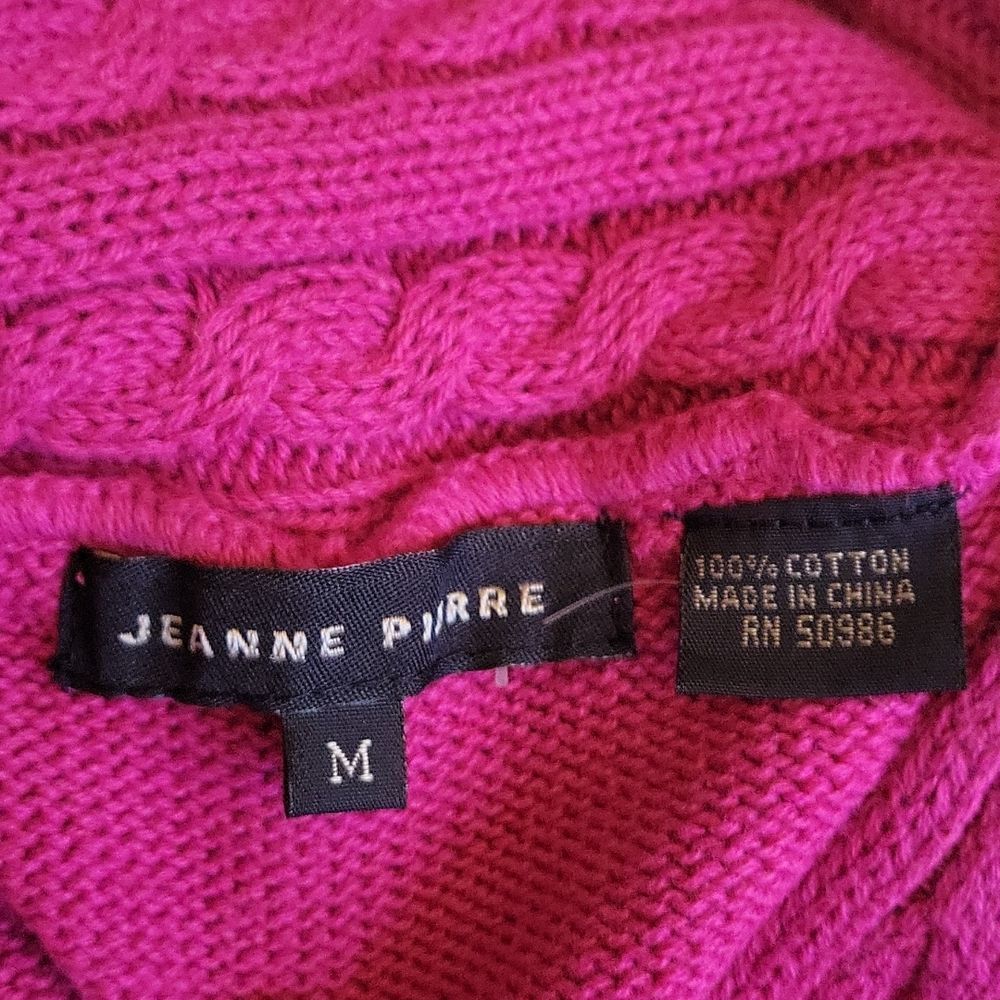 JEANNE PIERRE
M
100% COTTON
MADE IN CHINA
RN 50986